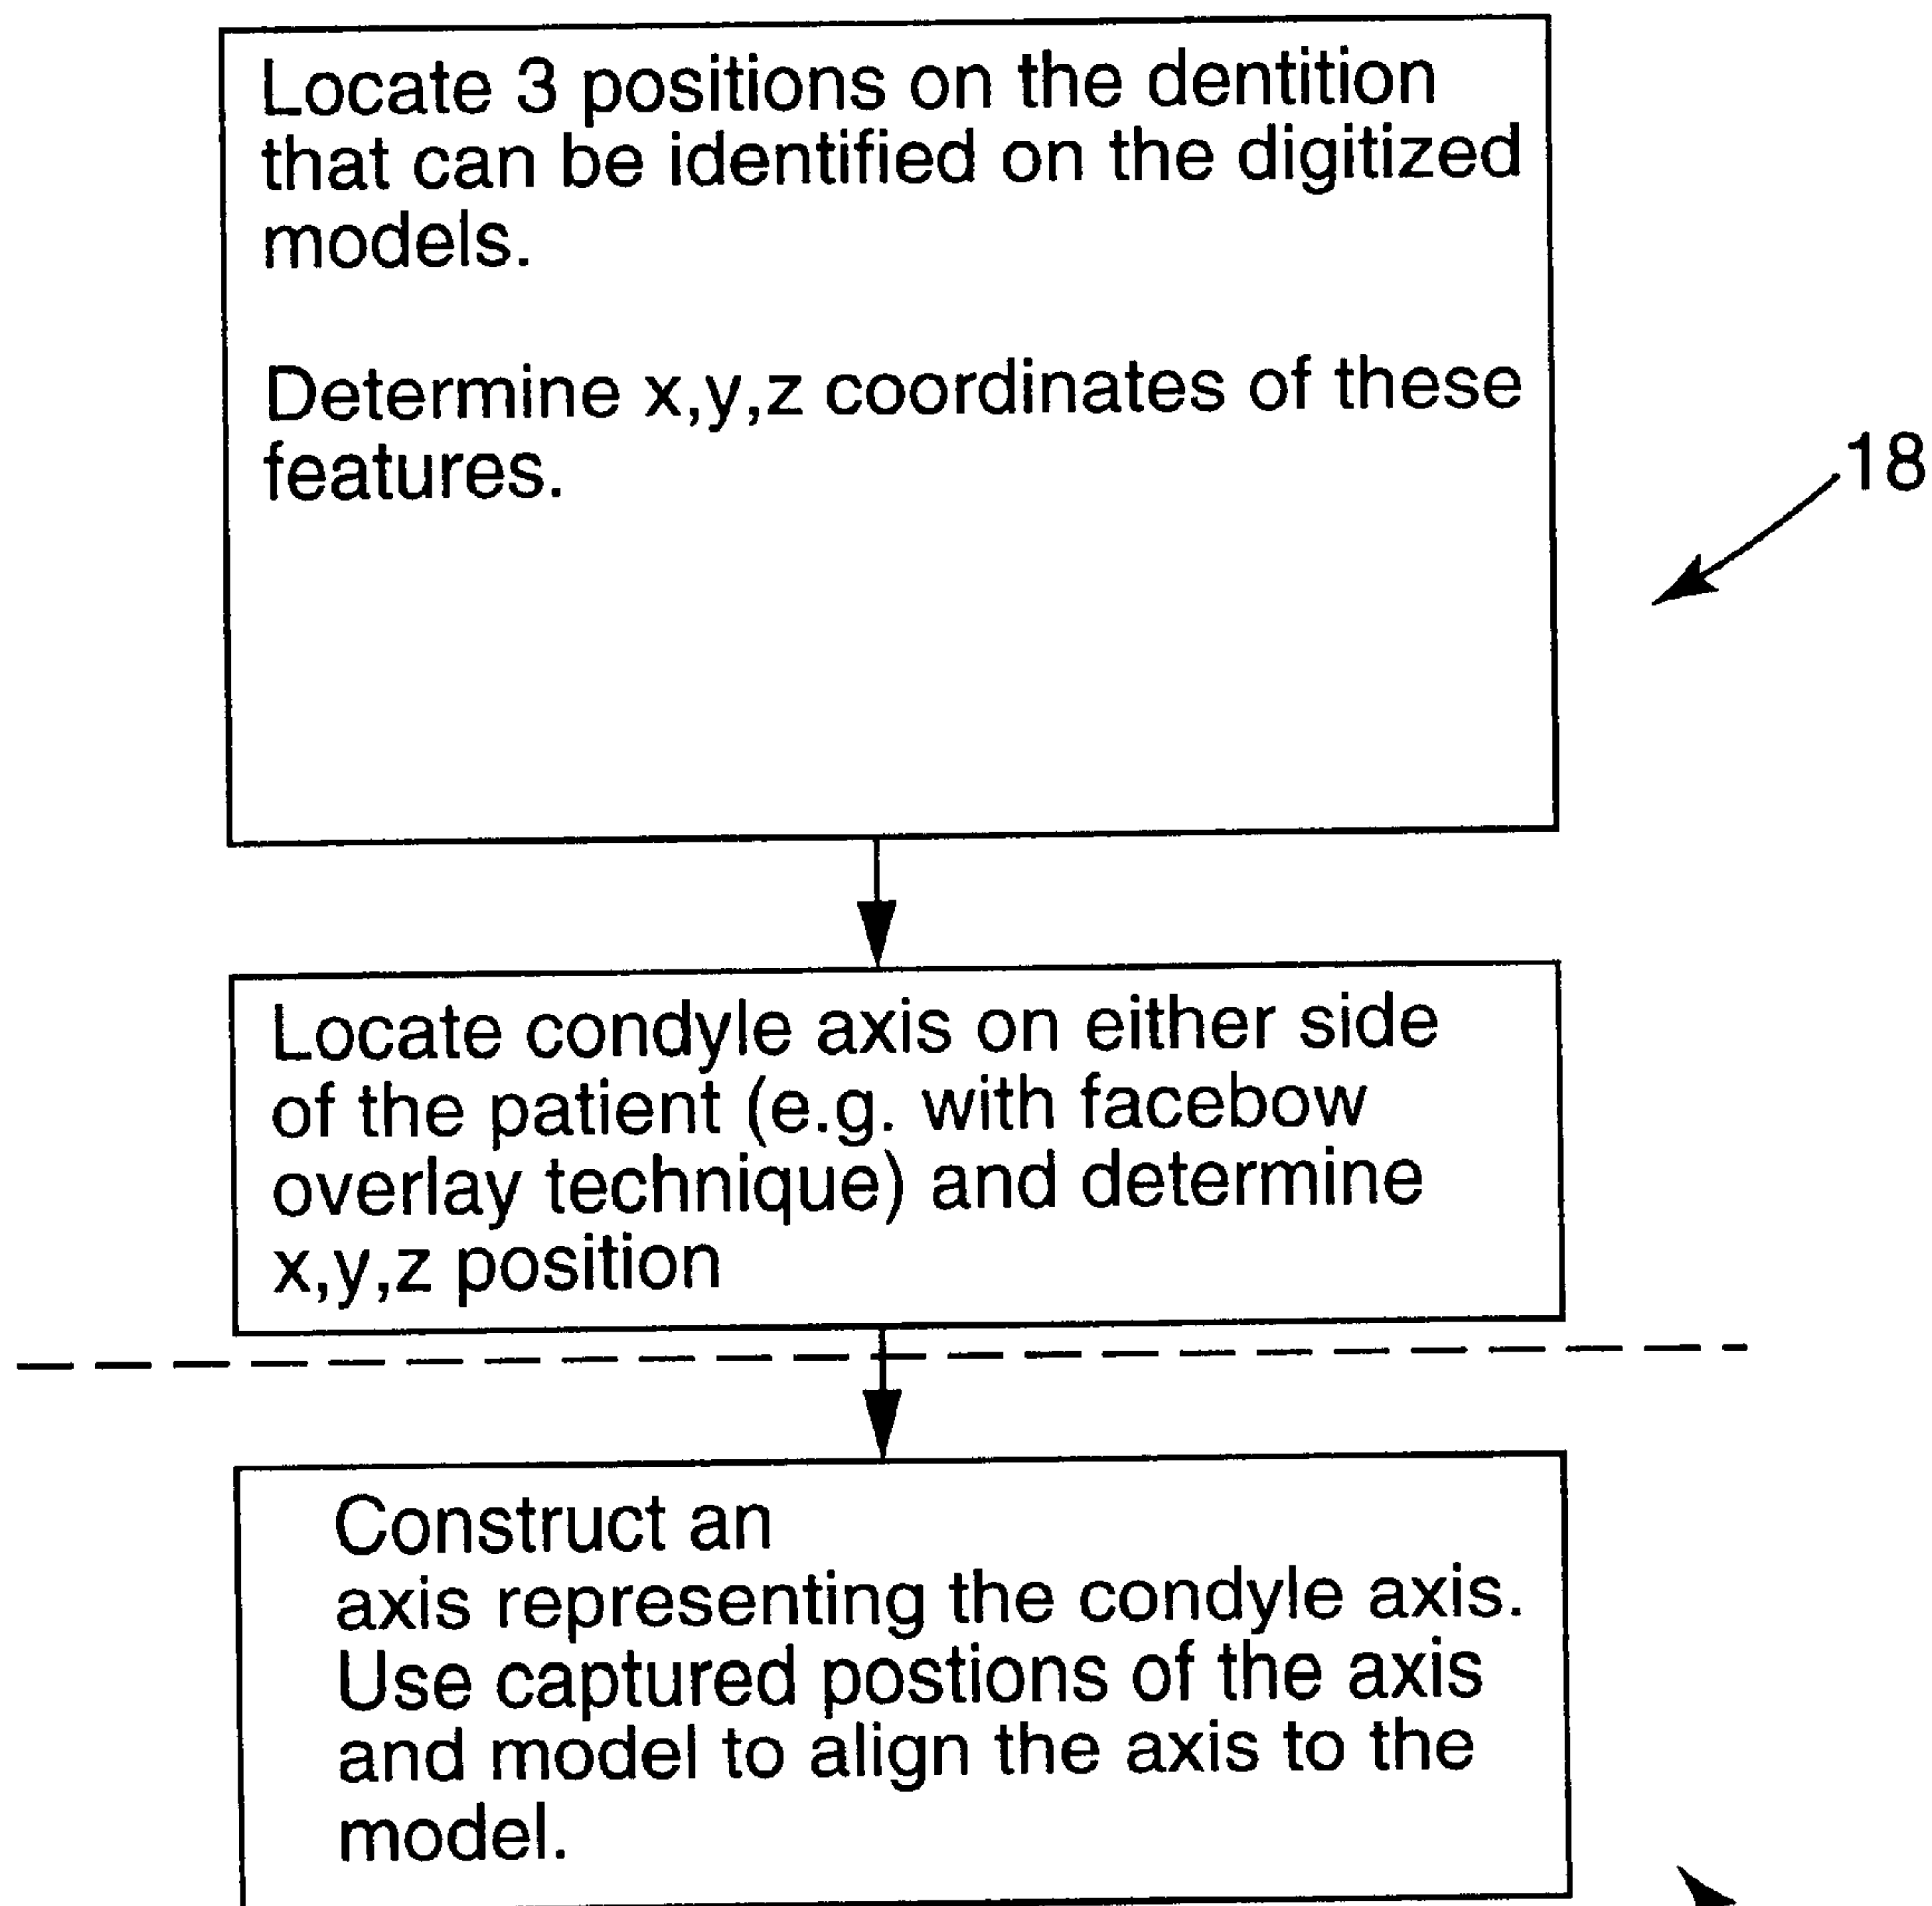 Locate 3 positions on the dentition
that can be identified on the digitized
models.
Determine x,y,z coordinates of these
features.
18
Locate condyle axis on either side
of the patient (e.g. with facebow
overlay technique) and determine
x,y,z position
Construct an
axis representing the condyle axis.
Use captured postions of the axis
and model to align the axis to the
model.